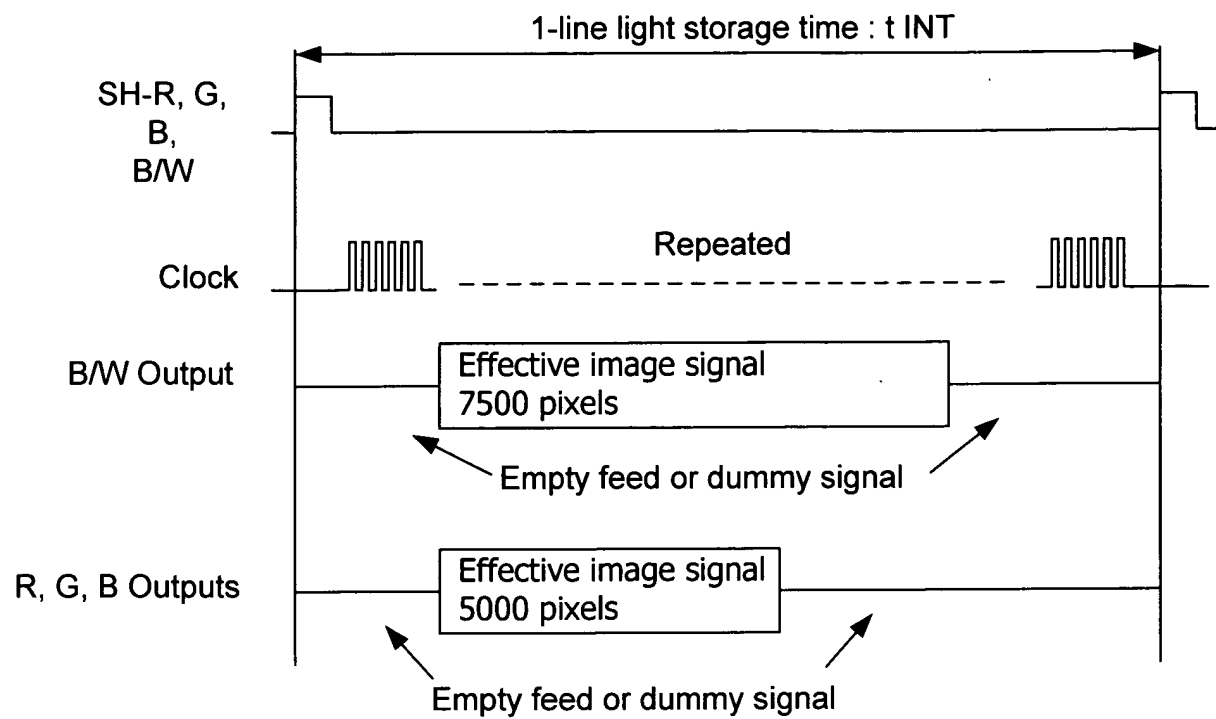 1-line light storage time : t INT
SH-R, G,
B,
B/W
Repeated
Clock
B/W Output
Effective image signal
7500 pixels
Empty feed or dummy signal
R, G, B Outputs
Effective image signal
5000 pixels
Empty feed or dummy signal